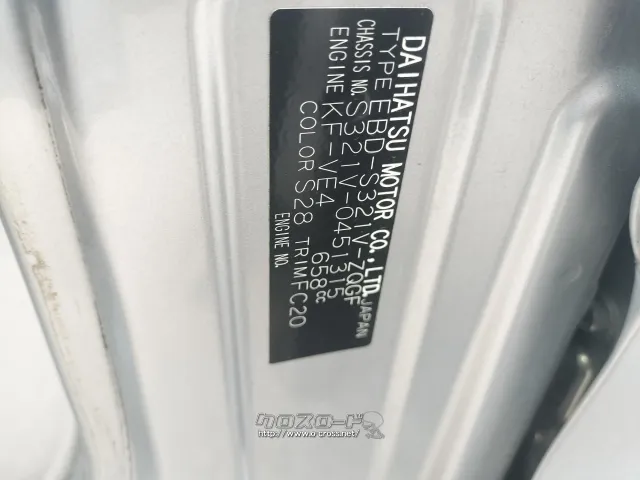 DAIHATSU MOTOR CO.,LTD. JAPAN
TYPE EBD-S321V-ZQGF
CHASSIS NO. S321V-0451315
ENGINE KF-VE4 658cc
COLOR S28 TRIM FC20
ENGINE NO.
クロスロード
http://www.o-cross.net/